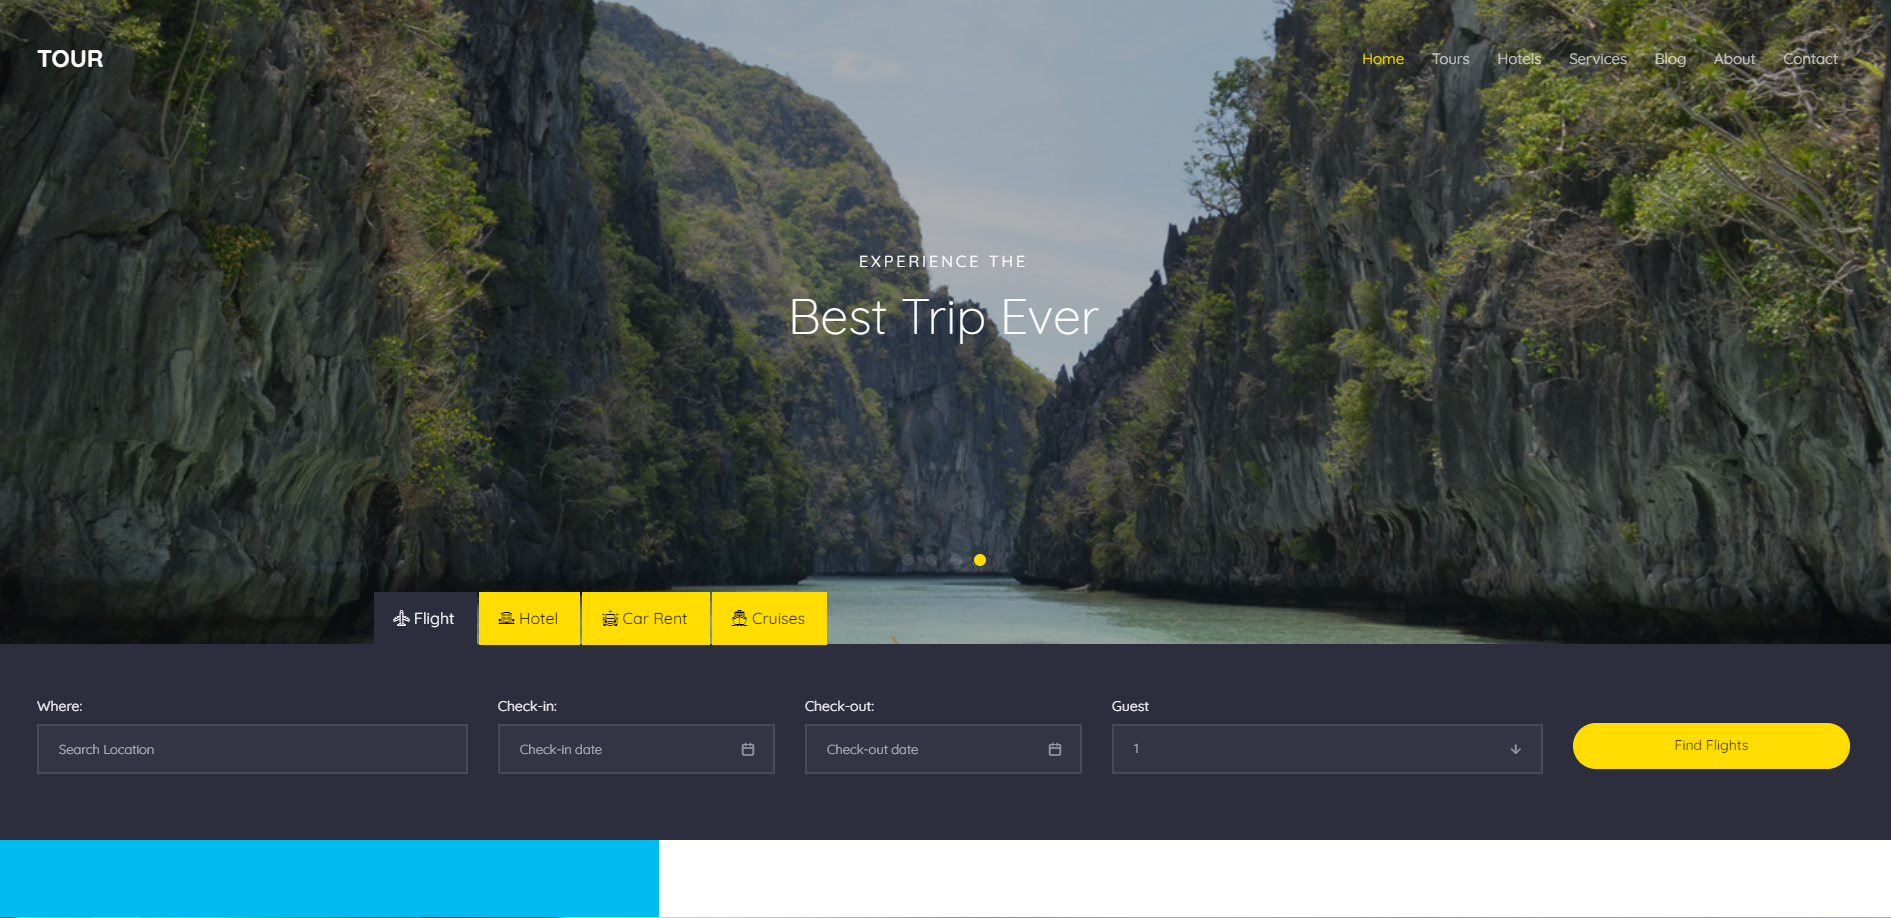 TOUR
Home Tours Hotels Services Blog About Contact
EXPERIENCE THE
Best Trip Ever
Flight Hotel Car Rent Cruises
Where: Check-in: Check-out: Guest
Search Location Check-in date Check-out date 1 Find Flights